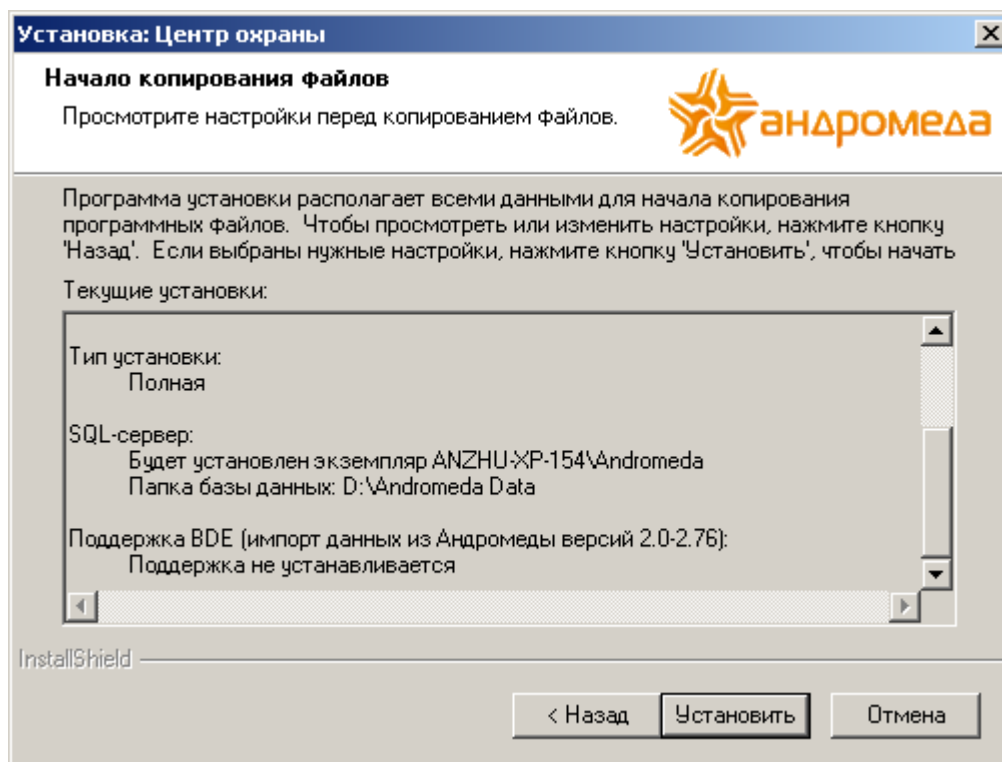 Установка: Центр охраны
Начало копирования файлов
Просмотрите настройки перед копированием файлов.
андромеда
Программа установки располагает всеми данными для начала копирования
программных файлов.  Чтобы просмотреть или изменить настройки, нажмите кнопку
'Назад'.  Если выбраны нужные настройки, нажмите кнопку 'Установить', чтобы начать
Текущие установки:
Тип установки:
Полная
SQL-сервер:
Будет установлен экземпляр ANZHU-XP-154\Andromeda
Папка базы данных: D:\Andromeda Data
Поддержка BDE (импорт данных из Андромеды версий 2.0-2.76):
Поддержка не устанавливается
InstallShield
< Назад
Установить
Отмена